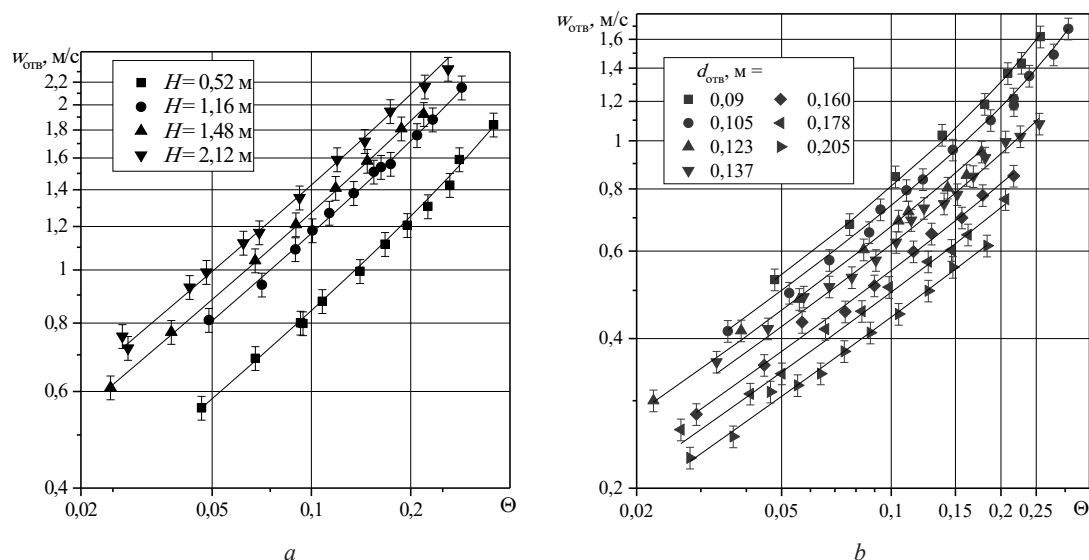 w_отв, м/с
2,2
2
1,8
1,6
1,4
1,2
1
0,8
0,6
0,4
H = 0,52 м
H = 1,16 м
H = 1,48 м
H = 2,12 м
0,02 0,05 0,1 0,2 Θ
a
w_отв, м/с
1,6
1,4
1,2
1
0,8
0,6
0,4
0,2
d_отв, м =
0,09 0,160
0,105 0,178
0,123 0,205
0,137
0,02 0,05 0,1 0,15 0,2 0,25 Θ
b